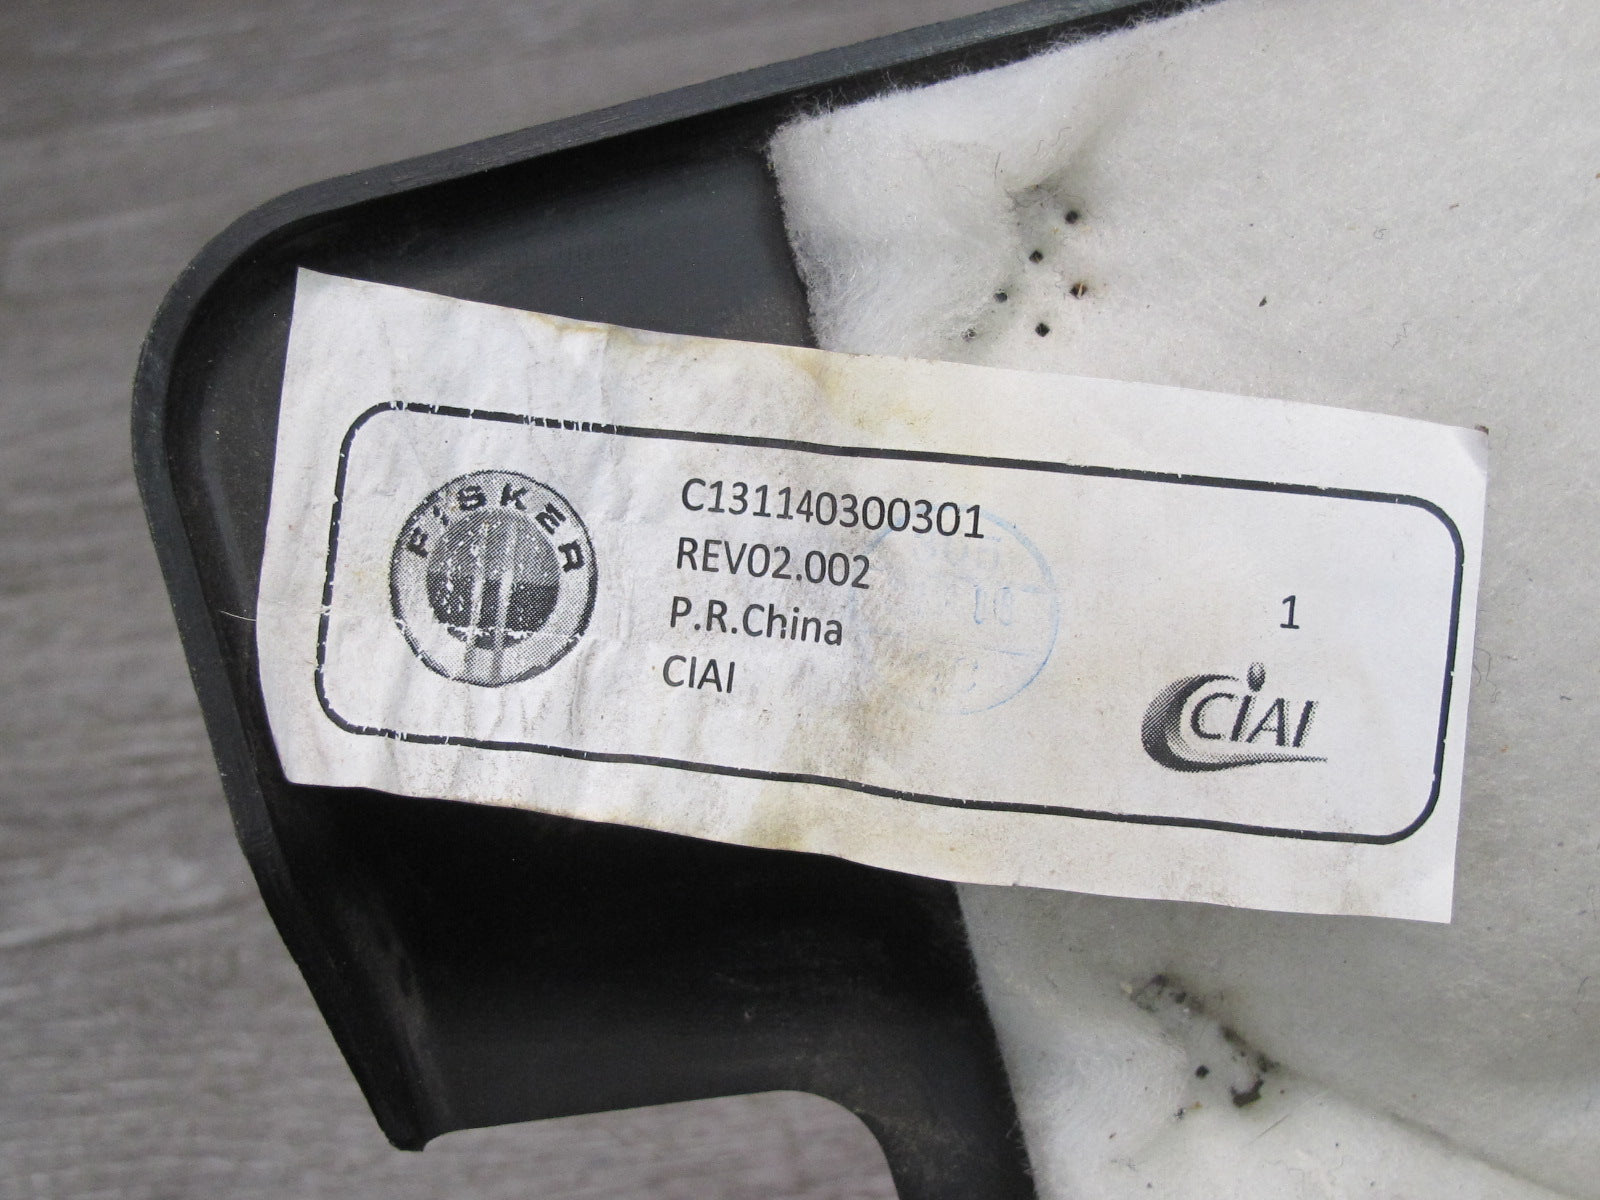 FISKER
C131140300301
REV02.002
P.R.China
CIAI
1
CIAI